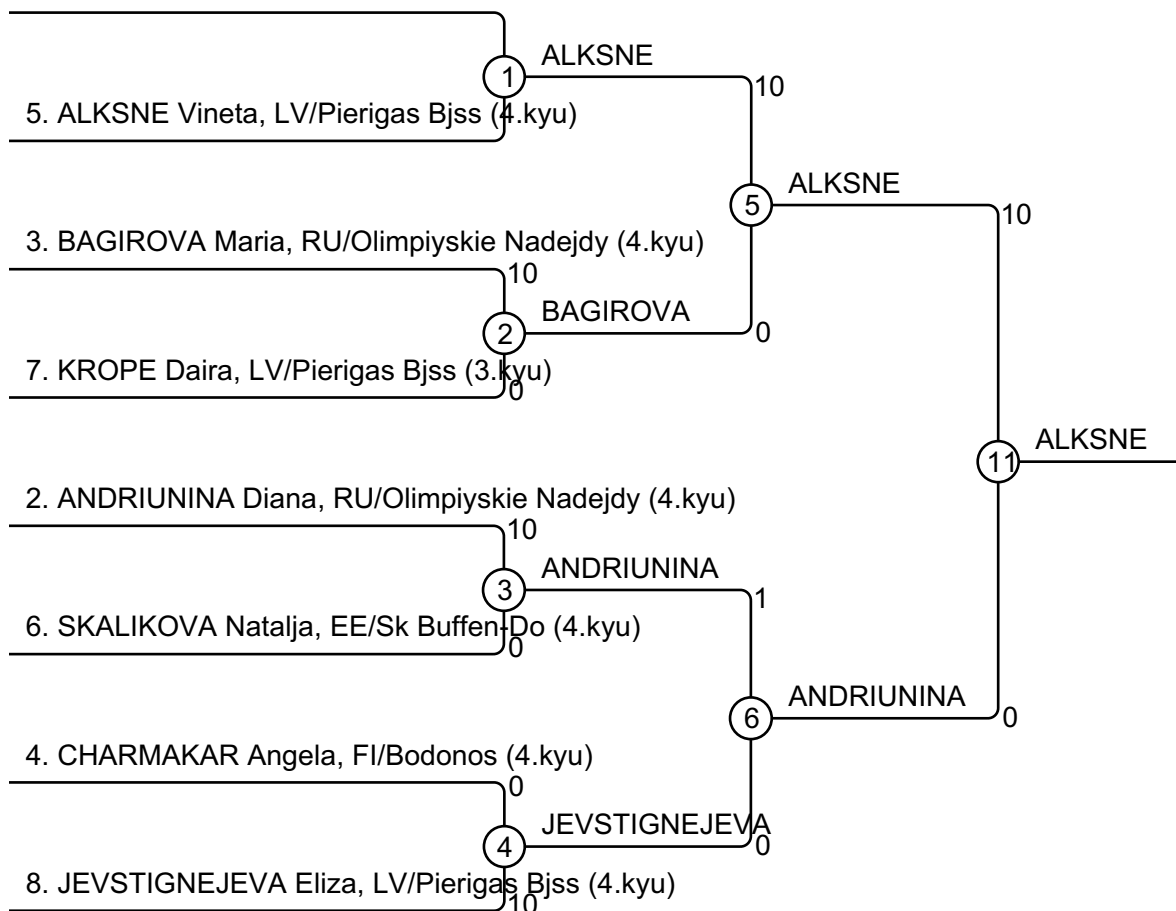 ALKSNE
1
10
5. ALKSNE Vineta, LV/Pierigas Bjss (4.kyu)
ALKSNE
5
10
3. BAGIROVA Maria, RU/Olimpiyskie Nadejdy (4.kyu)
10
BAGIROVA
2
0
7. KROPE Daira, LV/Pierigas Bjss (3.kyu)
0
ALKSNE
11
2. ANDRIUNINA Diana, RU/Olimpiyskie Nadejdy (4.kyu)
10
ANDRIUNINA
3
1
6. SKALIKOVA Natalja, EE/Sk Buffen-Do (4.kyu)
0
ANDRIUNINA
6
0
4. CHARMAKAR Angela, FI/Bodonos (4.kyu)
0
JEVSTIGNEJEVA
4
0
8. JEVSTIGNEJEVA Eliza, LV/Pierigas Bjss (4.kyu)
10